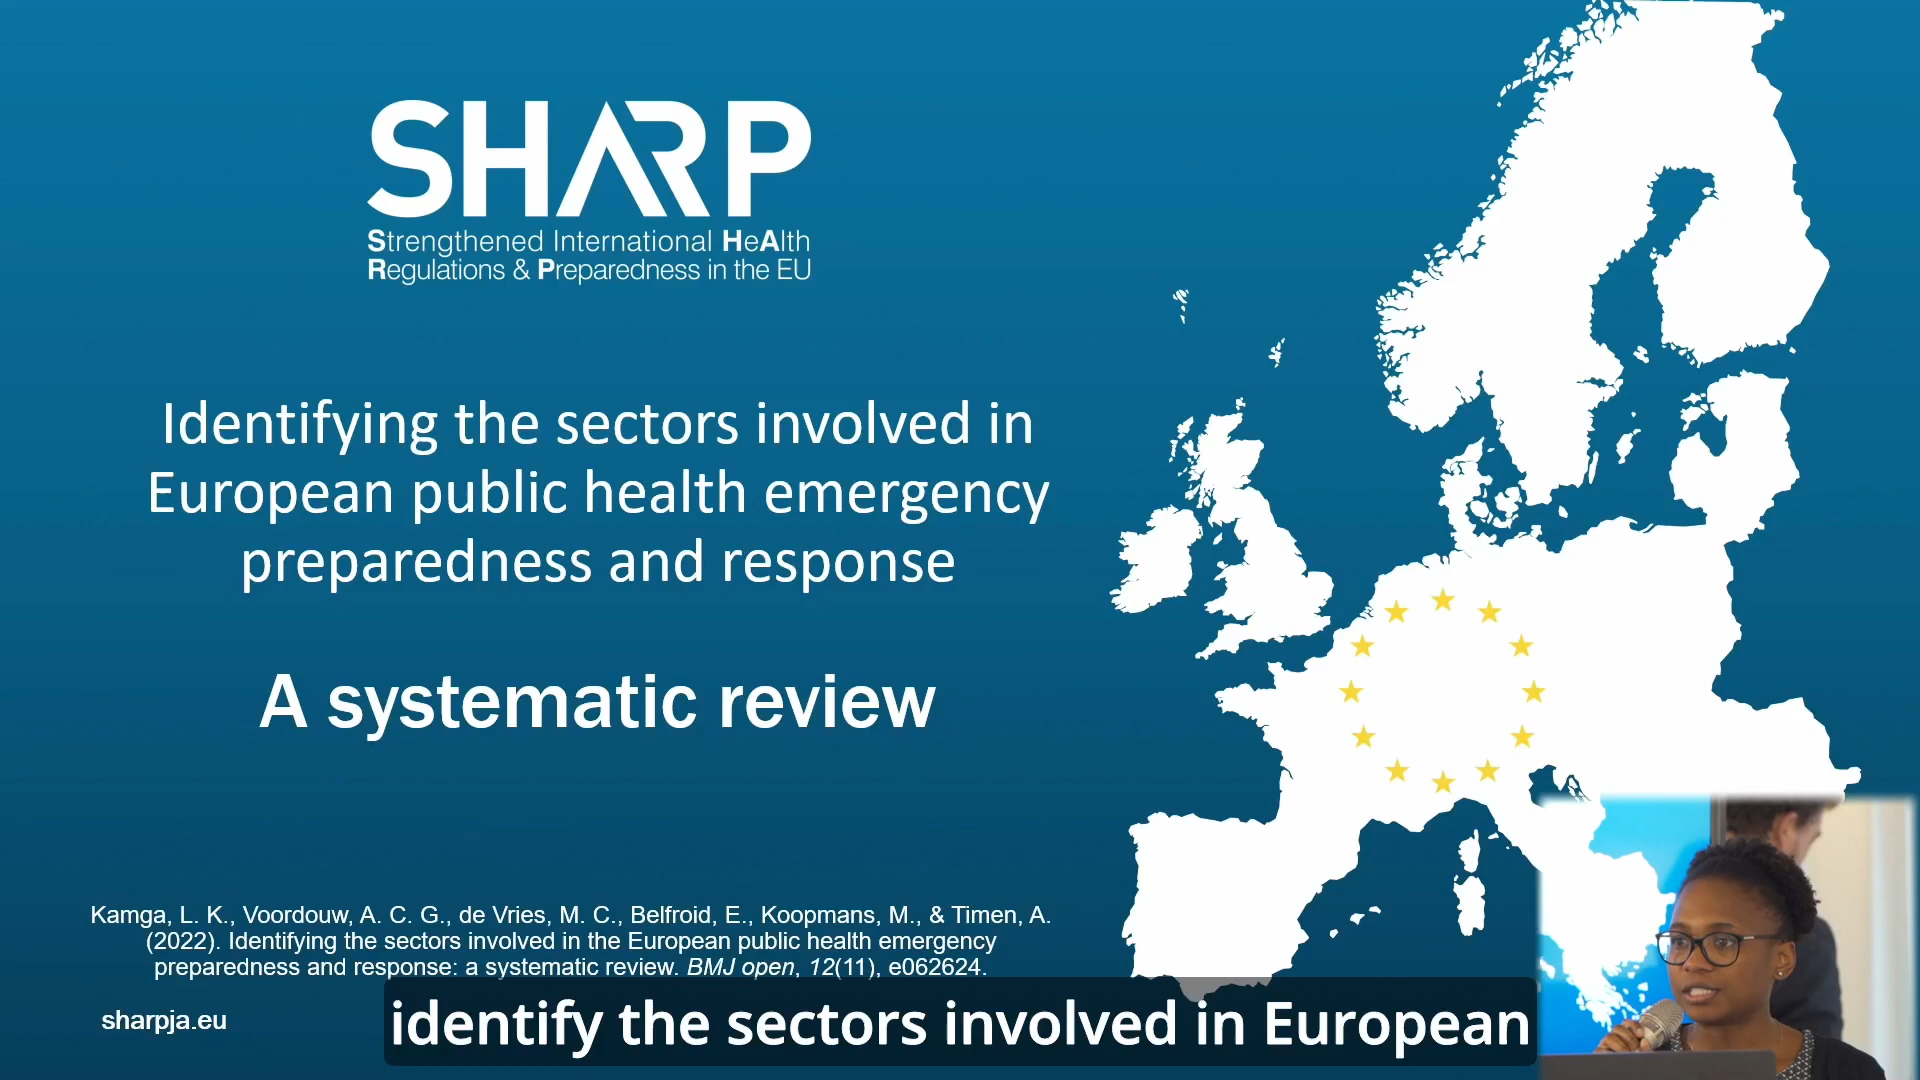 SHARP
Strengthened International HeAlth
Regulations & Preparedness in the EU
Identifying the sectors involved in
European public health emergency
preparedness and response
A systematic review
Kamga, L. K., Voordouw, A. C. G., de Vries, M. C., Belfroid, E., Koopmans, M., & Timen, A.
(2022). Identifying the sectors involved in the European public health emergency
preparedness and response: a systematic review. BMJ open, 12(11), e062624.
sharpja.eu
identify the sectors involved in European